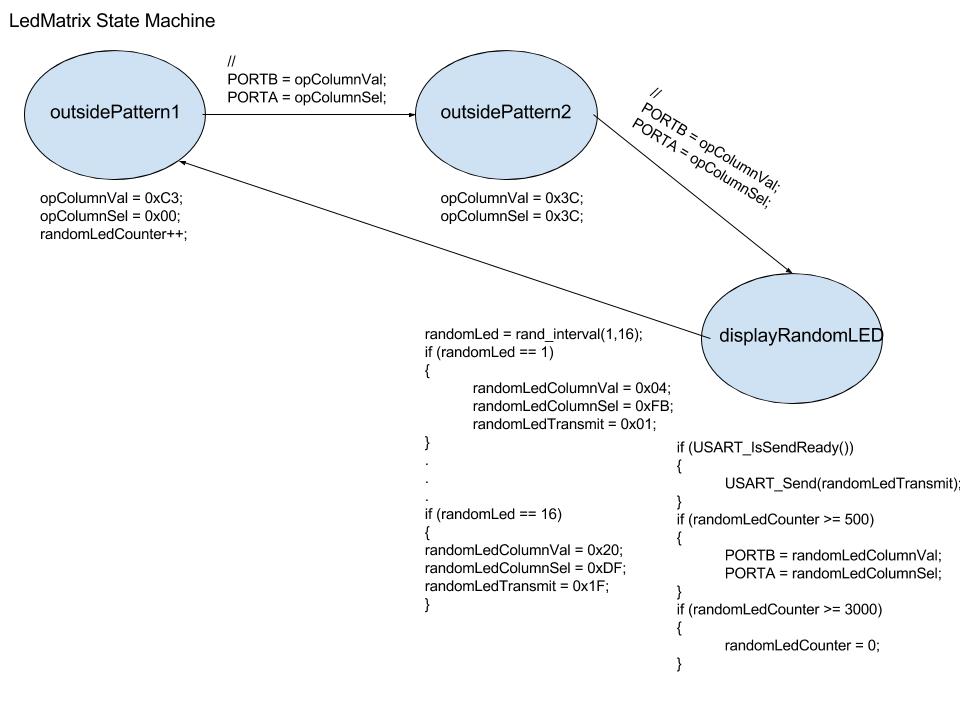 LedMatrix State Machine
outsidePattern1
//
PORTB = opColumnVal;
PORTA = opColumnSel;
outsidePattern2
//
PORTB = opColumnVal;
PORTA = opColumnSel;
opColumnVal = 0xC3;
opColumnSel = 0x00;
randomLedCounter++;
opColumnVal = 0x3C;
opColumnSel = 0x3C;
displayRandomLED
randomLed = rand_interval(1,16);
if (randomLed == 1)
{
randomLedColumnVal = 0x04;
randomLedColumnSel = 0xFB;
randomLedTransmit = 0x01;
}
.
.
.
if (randomLed == 16)
{
randomLedColumnVal = 0x20;
randomLedColumnSel = 0xDF;
randomLedTransmit = 0x1F;
}
if (USART_IsSendReady())
{
USART_Send(randomLedTransmit);
}
if (randomLedCounter >= 500)
{
PORTB = randomLedColumnVal;
PORTA = randomLedColumnSel;
}
if (randomLedCounter >= 3000)
{
randomLedCounter = 0;
}